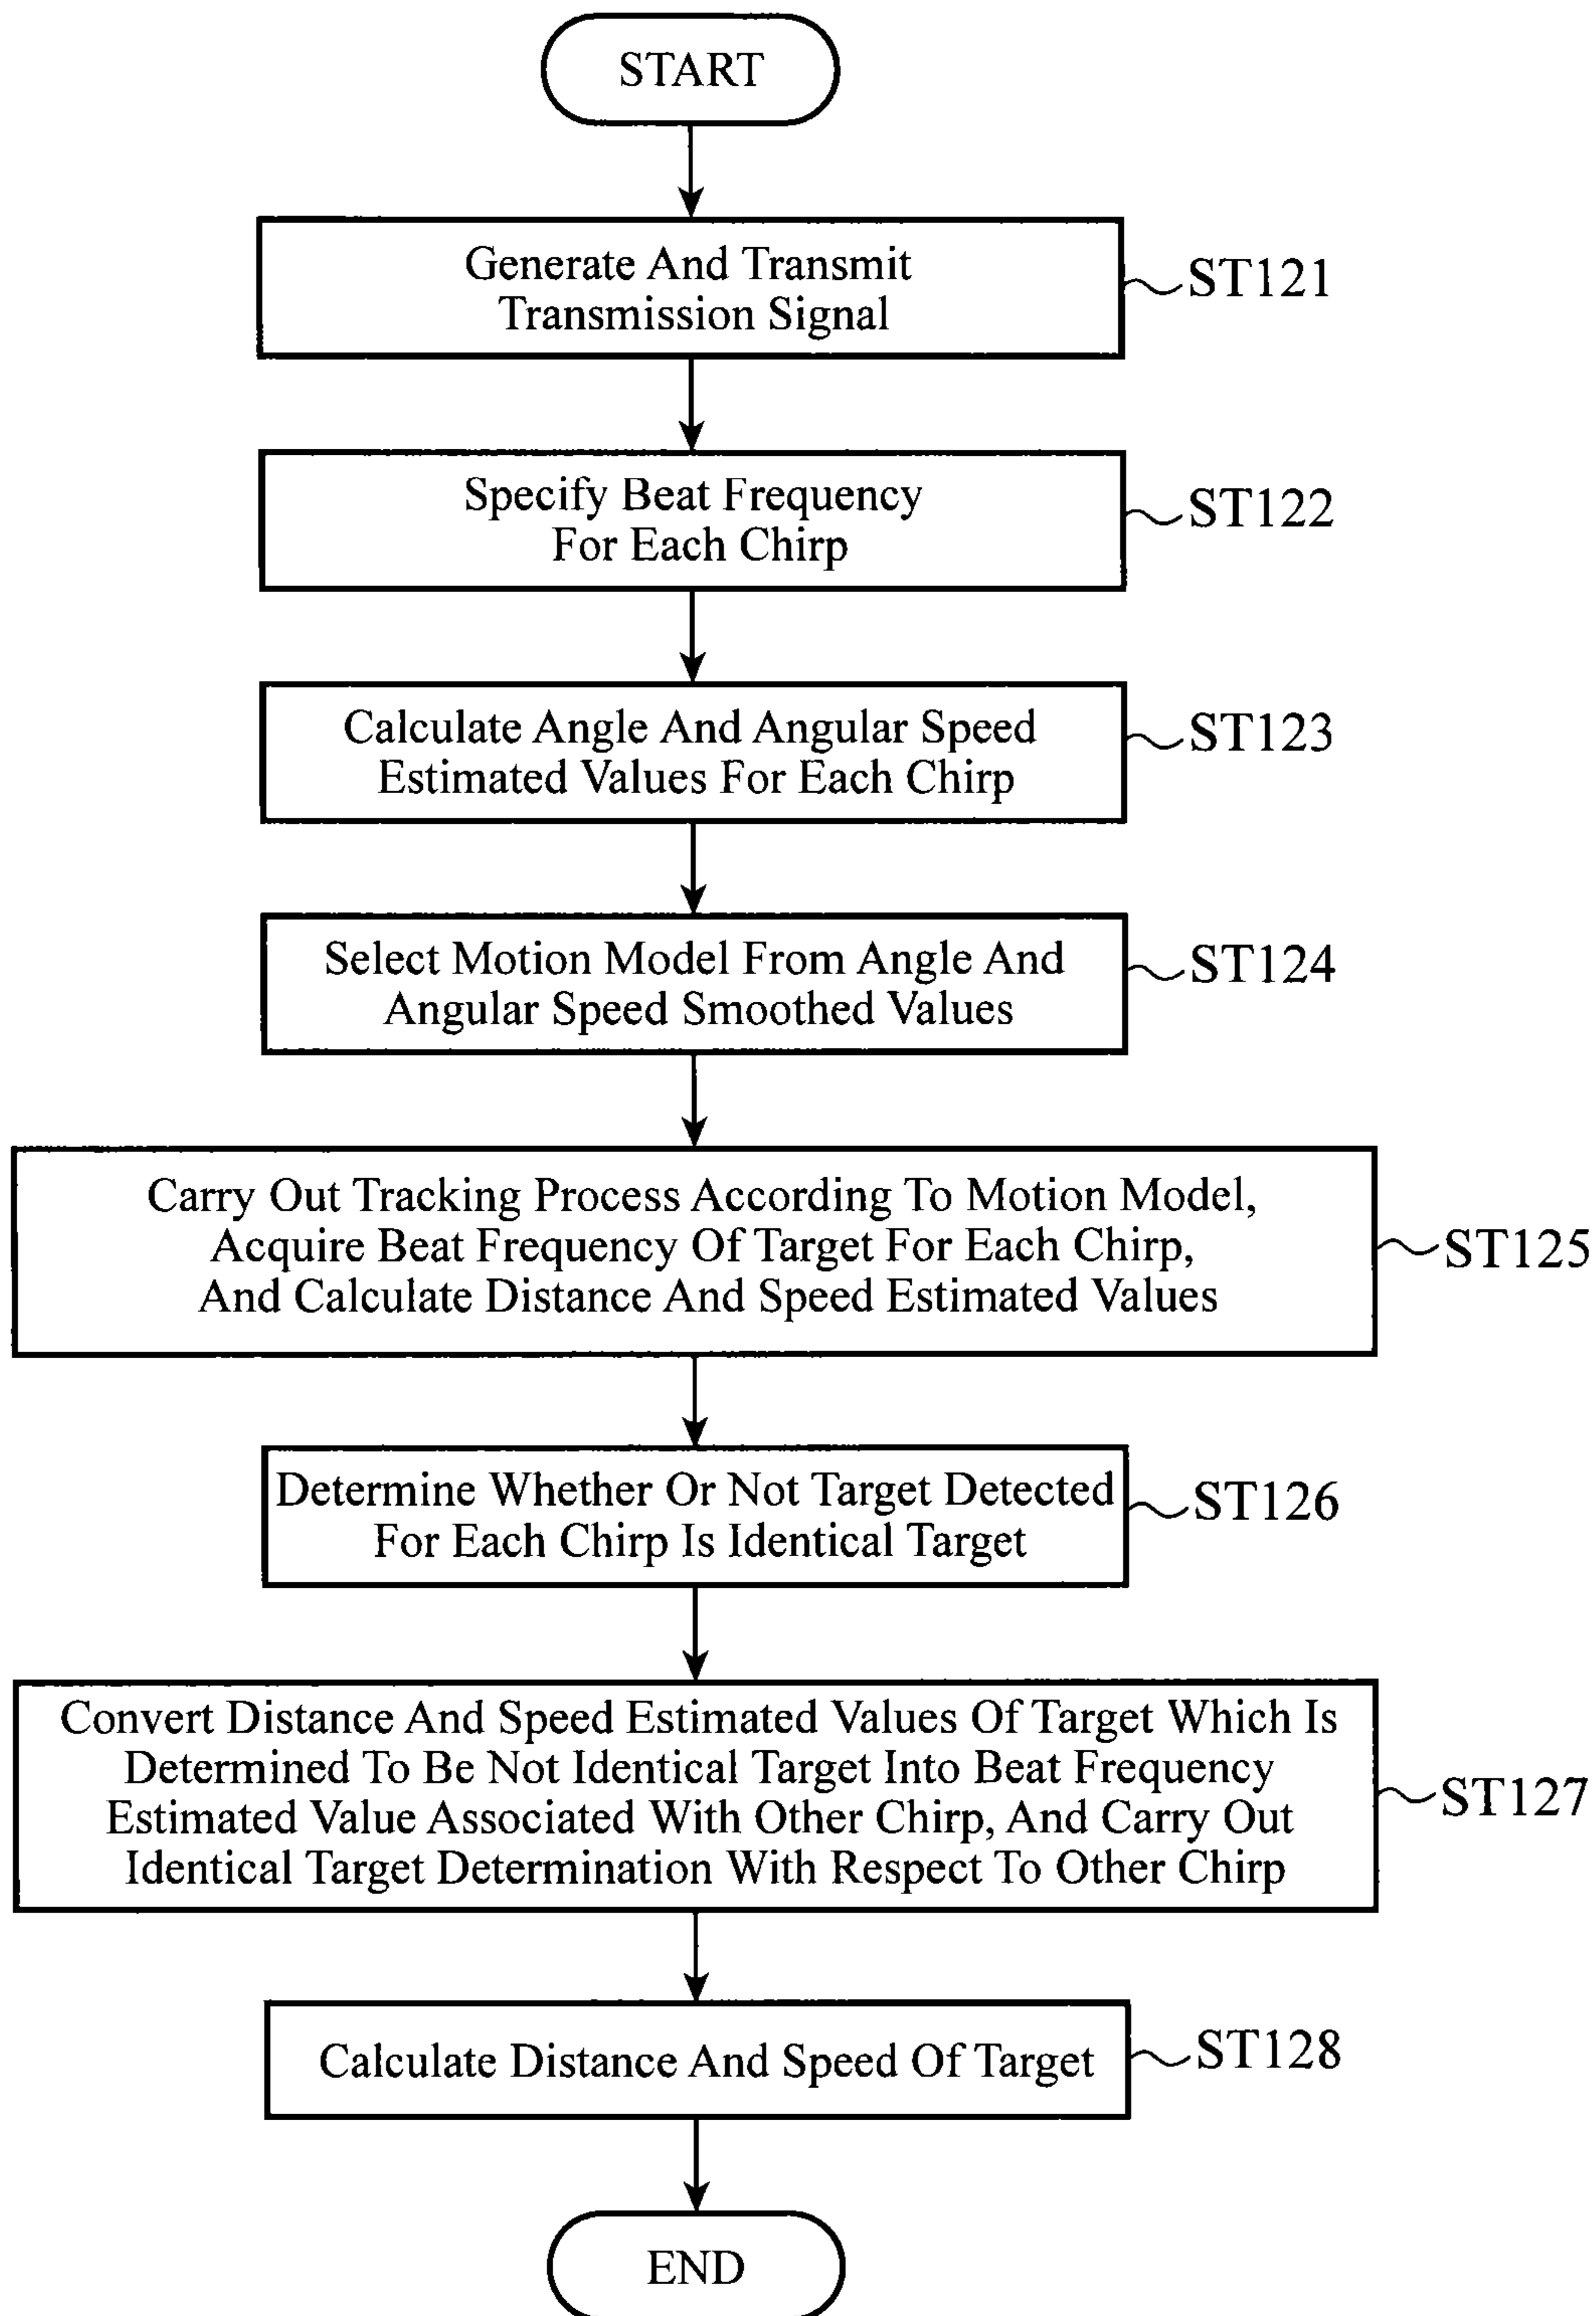 START
Generate And Transmit
Transmission Signal
ST121
Specify Beat Frequency
For Each Chirp
ST122
Calculate Angle And Angular Speed
Estimated Values For Each Chirp
ST123
Select Motion Model From Angle And
Angular Speed Smoothed Values
ST124
Carry Out Tracking Process According To Motion Model,
Acquire Beat Frequency Of Target For Each Chirp,
And Calculate Distance And Speed Estimated Values
ST125
Determine Whether Or Not Target Detected
For Each Chirp Is Identical Target
ST126
Convert Distance And Speed Estimated Values Of Target Which Is
Determined To Be Not Identical Target Into Beat Frequency
Estimated Value Associated With Other Chirp, And Carry Out
Identical Target Determination With Respect To Other Chirp
ST127
Calculate Distance And Speed Of Target
ST128
END